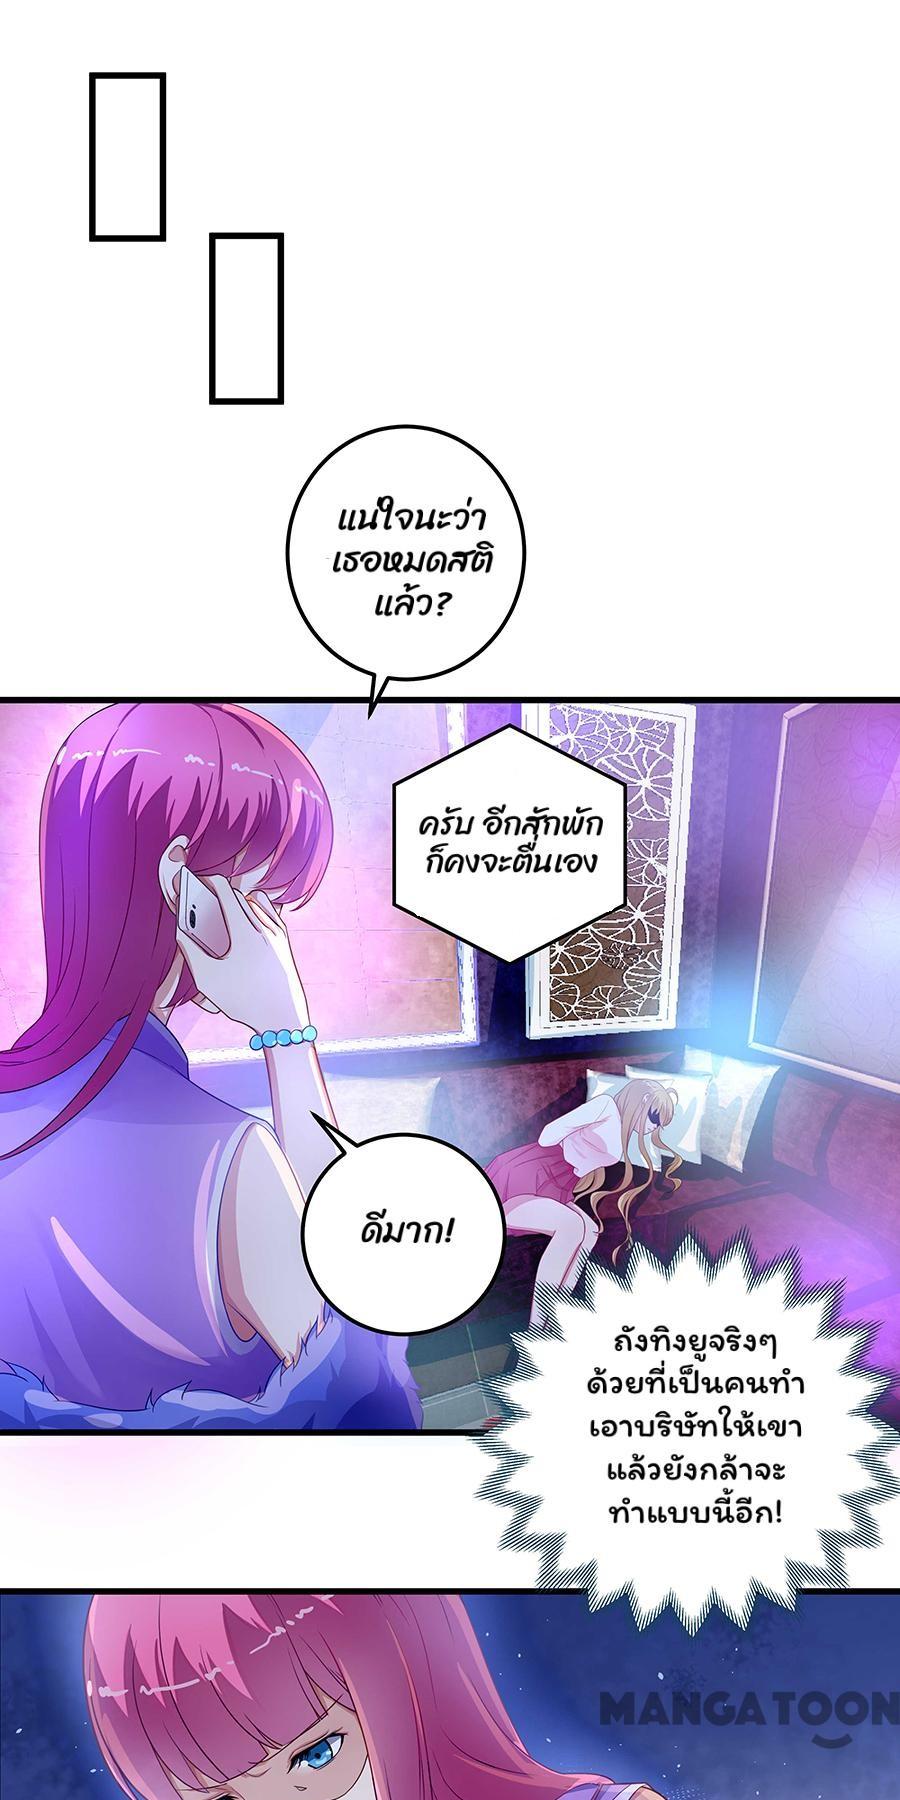 แน่ใจนะว่า
เธอหมดสติ
แล้ว?
ครับ อีกสักพัก
ก็คงจะตื่นเอง
ดีมาก!
ถังทิงยูจริงๆ
ด้วยที่เป็นคนทำ
เอาบริษัทให้เขา
แล้วยังกล้าจะ
ทำแบบนี้อีก!
MANGATOON